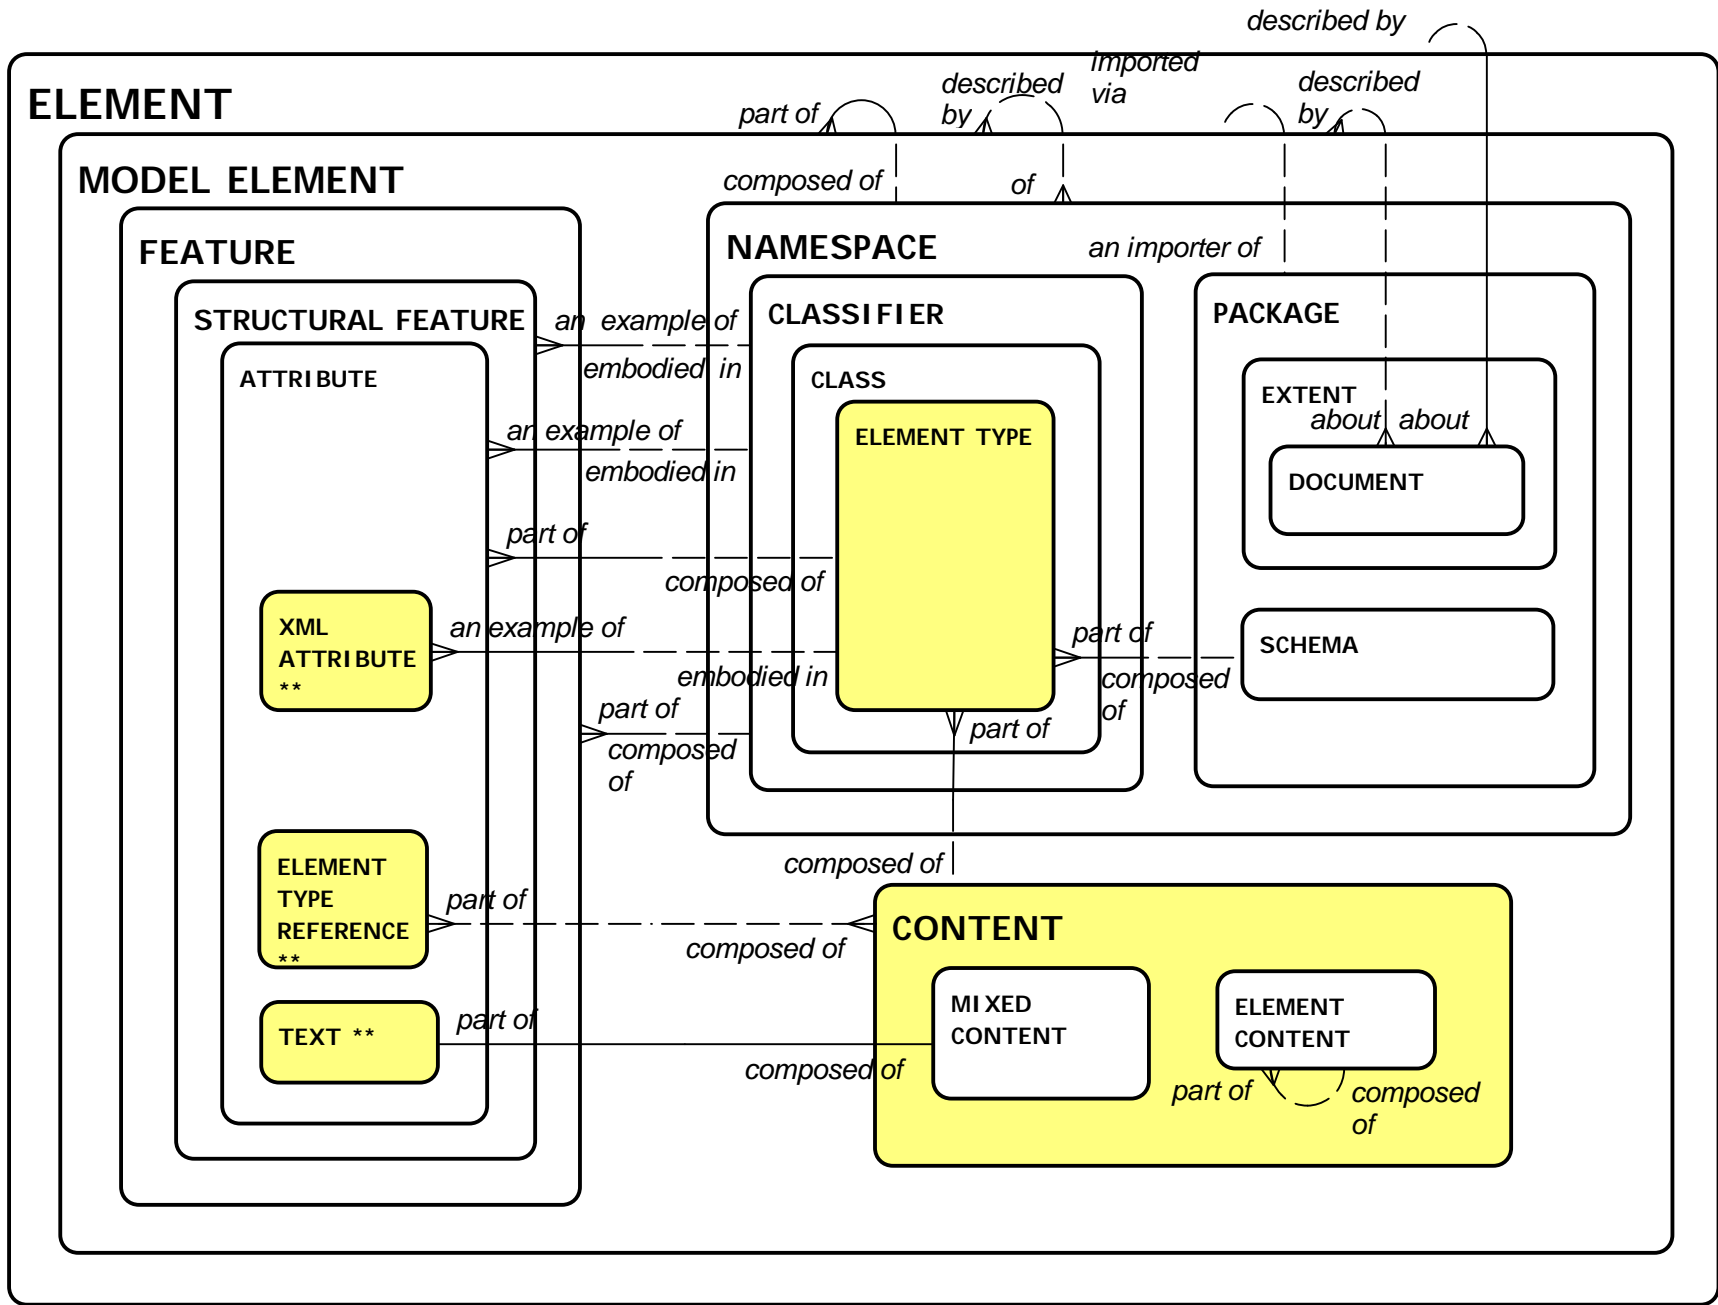 described by
ELEMENT
part of
described
by
imported
via
described
by
MODEL ELEMENT
composed of
of
FEATURE
NAMESPACE
an importer of
STRUCTURAL FEATURE
an example of
embodied in
CLASSIFIER
PACKAGE
ATTRIBUTE
CLASS
EXTENT
about
about
an example of
embodied in
ELEMENT TYPE
DOCUMENT
part of
composed of
XML
ATTRIBUTE
**
an example of
embodied in
part of
composed
of
SCHEMA
part of
composed
of
part of
composed of
ELEMENT
TYPE
REFERENCE
**
part of
composed of
CONTENT
TEXT **
part of
composed of
MIXED
CONTENT
ELEMENT
CONTENT
part of
composed
of